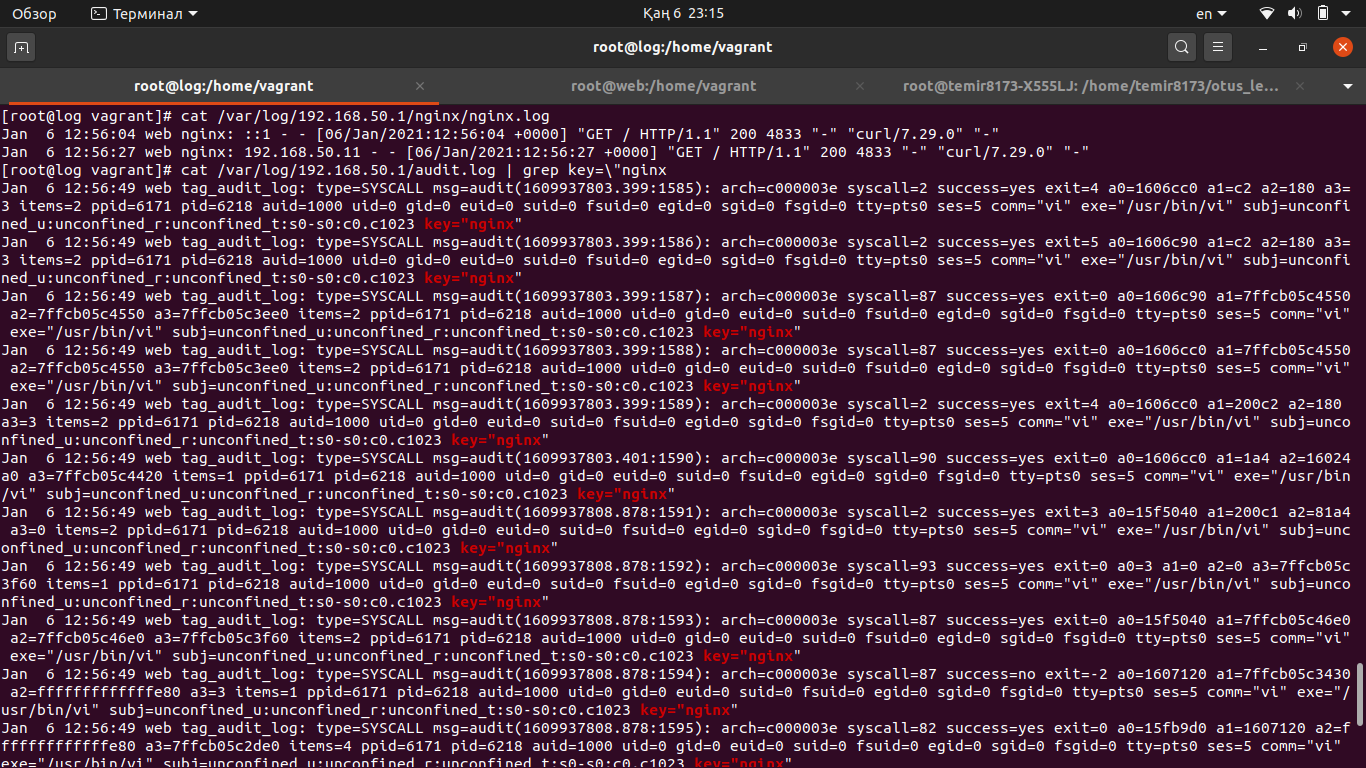 Обзор
Терминал
Қаң 6 23:15
en
root@log:/home/vagrant
root@log:/home/vagrant
root@web:/home/vagrant
root@temir8173-X555LJ: /home/temir8173/otus_le...
[root@log vagrant]# cat /var/log/192.168.50.1/nginx/nginx.log
Jan  6 12:56:04 web nginx: ::1 - - [06/Jan/2021:12:56:04 +0000] "GET / HTTP/1.1" 200 4833 "-" "curl/7.29.0" "-"
Jan  6 12:56:27 web nginx: 192.168.50.11 - - [06/Jan/2021:12:56:27 +0000] "GET / HTTP/1.1" 200 4833 "-" "curl/7.29.0" "-"
[root@log vagrant]# cat /var/log/192.168.50.1/audit.log | grep key=\"nginx
Jan  6 12:56:49 web tag_audit_log: type=SYSCALL msg=audit(1609937803.399:1585): arch=c000003e syscall=2 success=yes exit=4 a0=1606cc0 a1=c2 a2=180 a3=
3 items=2 ppid=6171 pid=6218 auid=1000 uid=0 gid=0 euid=0 suid=0 fsuid=0 egid=0 sgid=0 fsgid=0 tty=pts0 ses=5 comm="vi" exe="/usr/bin/vi" subj=unconfi
ned_u:unconfined_r:unconfined_t:s0-s0:c0.c1023 key="nginx"
Jan  6 12:56:49 web tag_audit_log: type=SYSCALL msg=audit(1609937803.399:1586): arch=c000003e syscall=2 success=yes exit=5 a0=1606c90 a1=c2 a2=180 a3=
3 items=2 ppid=6171 pid=6218 auid=1000 uid=0 gid=0 euid=0 suid=0 fsuid=0 egid=0 sgid=0 fsgid=0 tty=pts0 ses=5 comm="vi" exe="/usr/bin/vi" subj=unconfi
ned_u:unconfined_r:unconfined_t:s0-s0:c0.c1023 key="nginx"
Jan  6 12:56:49 web tag_audit_log: type=SYSCALL msg=audit(1609937803.399:1587): arch=c000003e syscall=87 success=yes exit=0 a0=1606c90 a1=7ffcb05c4550
 a2=7ffcb05c4550 a3=7ffcb05c3ee0 items=2 ppid=6171 pid=6218 auid=1000 uid=0 gid=0 euid=0 suid=0 fsuid=0 egid=0 sgid=0 fsgid=0 tty=pts0 ses=5 comm="vi"
 exe="/usr/bin/vi" subj=unconfined_u:unconfined_r:unconfined_t:s0-s0:c0.c1023 key="nginx"
Jan  6 12:56:49 web tag_audit_log: type=SYSCALL msg=audit(1609937803.399:1588): arch=c000003e syscall=87 success=yes exit=0 a0=1606cc0 a1=7ffcb05c4550
 a2=7ffcb05c4550 a3=7ffcb05c3ee0 items=2 ppid=6171 pid=6218 auid=1000 uid=0 gid=0 euid=0 suid=0 fsuid=0 egid=0 sgid=0 fsgid=0 tty=pts0 ses=5 comm="vi"
 exe="/usr/bin/vi" subj=unconfined_u:unconfined_r:unconfined_t:s0-s0:c0.c1023 key="nginx"
Jan  6 12:56:49 web tag_audit_log: type=SYSCALL msg=audit(1609937803.399:1589): arch=c000003e syscall=2 success=yes exit=4 a0=1606cc0 a1=200c2 a2=180
a3=3 items=2 ppid=6171 pid=6218 auid=1000 uid=0 gid=0 euid=0 suid=0 fsuid=0 egid=0 sgid=0 fsgid=0 tty=pts0 ses=5 comm="vi" exe="/usr/bin/vi" subj=unco
nfined_u:unconfined_r:unconfined_t:s0-s0:c0.c1023 key="nginx"
Jan  6 12:56:49 web tag_audit_log: type=SYSCALL msg=audit(1609937803.401:1590): arch=c000003e syscall=90 success=yes exit=0 a0=1606cc0 a1=1a4 a2=16024
a0 a3=7ffcb05c4420 items=1 ppid=6171 pid=6218 auid=1000 uid=0 gid=0 euid=0 suid=0 fsuid=0 egid=0 sgid=0 fsgid=0 tty=pts0 ses=5 comm="vi" exe="/usr/bin
/vi" subj=unconfined_u:unconfined_r:unconfined_t:s0-s0:c0.c1023 key="nginx"
Jan  6 12:56:49 web tag_audit_log: type=SYSCALL msg=audit(1609937808.878:1591): arch=c000003e syscall=2 success=yes exit=3 a0=15f5040 a1=200c1 a2=81a4
 a3=0 items=2 ppid=6171 pid=6218 auid=1000 uid=0 gid=0 euid=0 suid=0 fsuid=0 egid=0 sgid=0 fsgid=0 tty=pts0 ses=5 comm="vi" exe="/usr/bin/vi" subj=unc
onfined_u:unconfined_r:unconfined_t:s0-s0:c0.c1023 key="nginx"
Jan  6 12:56:49 web tag_audit_log: type=SYSCALL msg=audit(1609937808.878:1592): arch=c000003e syscall=93 success=yes exit=0 a0=3 a1=0 a2=0 a3=7ffcb05c
3f60 items=1 ppid=6171 pid=6218 auid=1000 uid=0 gid=0 euid=0 suid=0 fsuid=0 egid=0 sgid=0 fsgid=0 tty=pts0 ses=5 comm="vi" exe="/usr/bin/vi" subj=unco
nfined_u:unconfined_r:unconfined_t:s0-s0:c0.c1023 key="nginx"
Jan  6 12:56:49 web tag_audit_log: type=SYSCALL msg=audit(1609937808.878:1593): arch=c000003e syscall=87 success=yes exit=0 a0=15f5040 a1=7ffcb05c46e0
 a2=7ffcb05c46e0 a3=7ffcb05c3f60 items=2 ppid=6171 pid=6218 auid=1000 uid=0 gid=0 euid=0 suid=0 fsuid=0 egid=0 sgid=0 fsgid=0 tty=pts0 ses=5 comm="vi"
 exe="/usr/bin/vi" subj=unconfined_u:unconfined_r:unconfined_t:s0-s0:c0.c1023 key="nginx"
Jan  6 12:56:49 web tag_audit_log: type=SYSCALL msg=audit(1609937808.878:1594): arch=c000003e syscall=87 success=no exit=-2 a0=1607120 a1=7ffcb05c3430
 a2=fffffffffffffe80 a3=3 items=1 ppid=6171 pid=6218 auid=1000 uid=0 gid=0 euid=0 suid=0 fsuid=0 egid=0 sgid=0 fsgid=0 tty=pts0 ses=5 comm="vi" exe="/
usr/bin/vi" subj=unconfined_u:unconfined_r:unconfined_t:s0-s0:c0.c1023 key="nginx"
Jan  6 12:56:49 web tag_audit_log: type=SYSCALL msg=audit(1609937808.878:1595): arch=c000003e syscall=82 success=yes exit=0 a0=15fb9d0 a1=1607120 a2=f
ffffffffffffe80 a3=7ffcb05c2de0 items=4 ppid=6171 pid=6218 auid=1000 uid=0 gid=0 euid=0 suid=0 fsuid=0 egid=0 sgid=0 fsgid=0 tty=pts0 ses=5 comm="vi"
exe="/usr/bin/vi" subj=unconfined_u:unconfined_r:unconfined_t:s0-s0:c0.c1023 key="nginx"